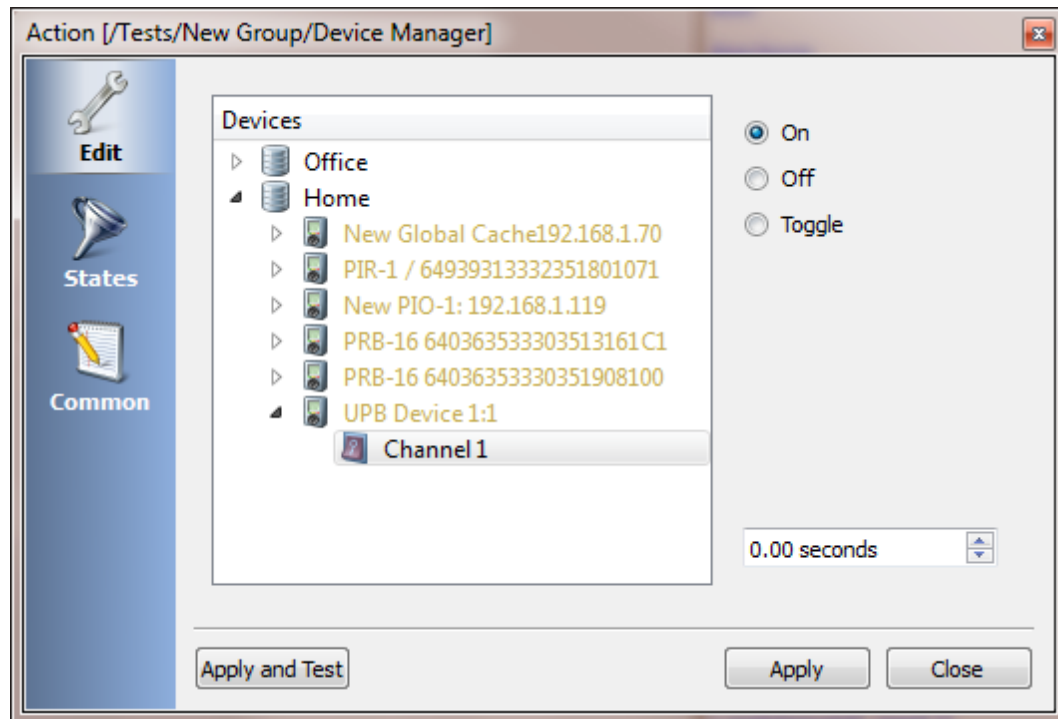 Action [/Tests/New Group/Device Manager]
Edit
States
Common
Devices
Office
Home
New Global Cache192.168.1.70
PIR-1 / 64939313332351801071
New PIO-1: 192.168.1.119
PRB-16 640363533303513161C1
PRB-16 64036353330351908100
UPB Device 1:1
Channel 1
On
Off
Toggle
0.00 seconds
Apply and Test
Apply
Close